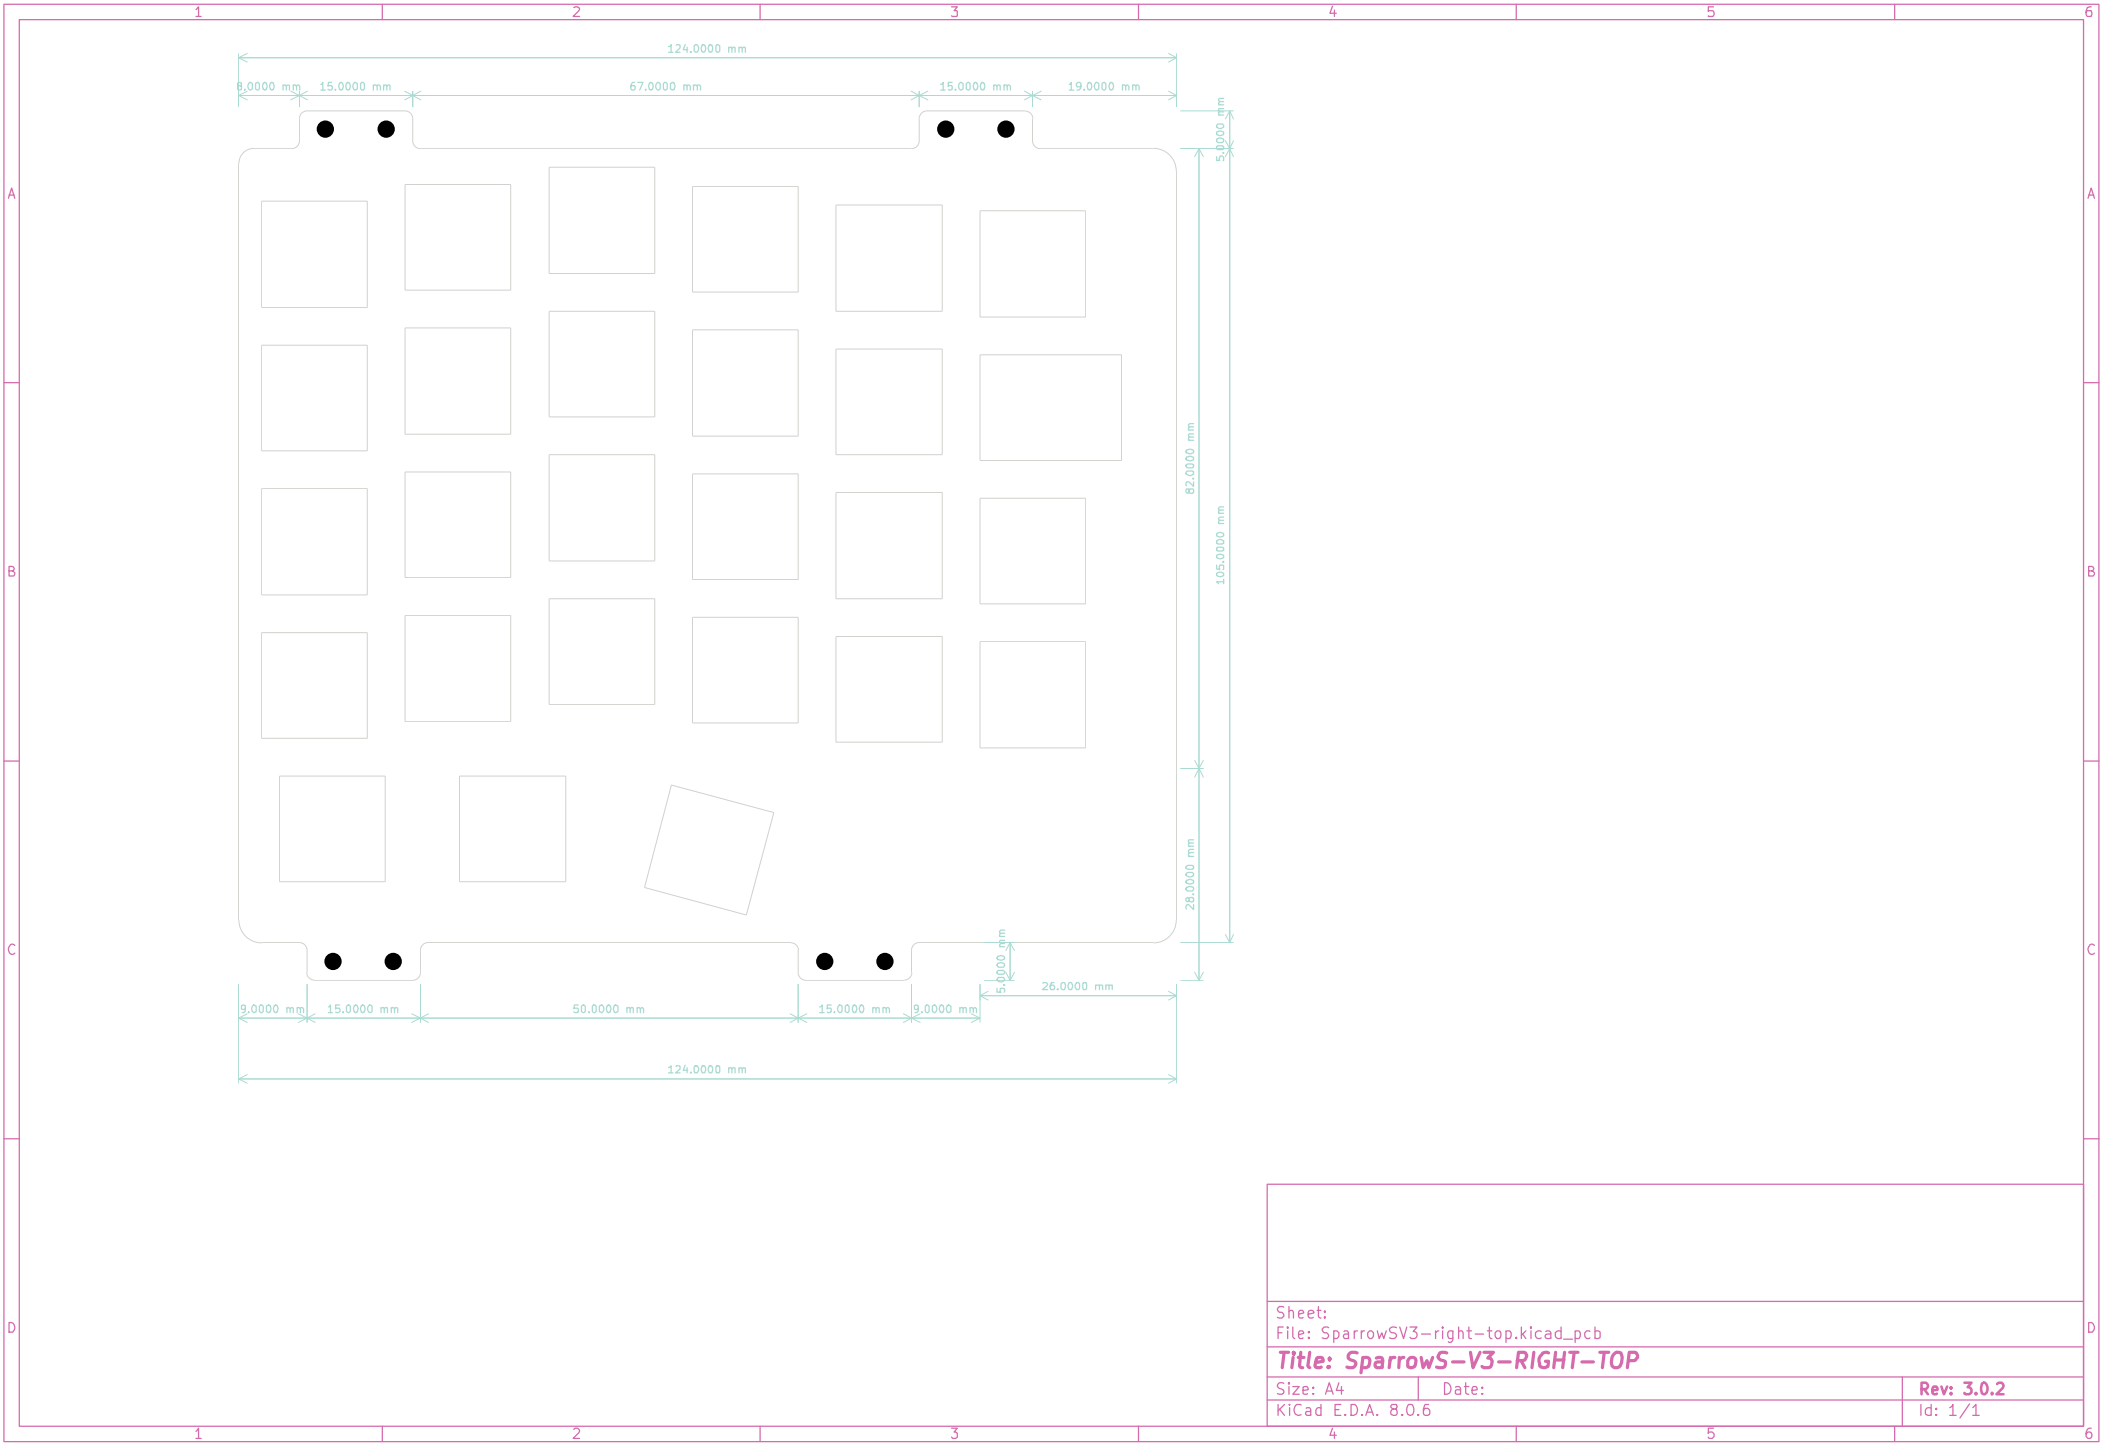 1 2 3 4 5 6
124.0000 mm
8.0000 mm 15.0000 mm 67.0000 mm 15.0000 mm 19.0000 mm
5.0000 mm
A A
82.0000 mm
105.0000 mm
B B
28.0000 mm
C C
5.0000 mm
26.0000 mm
9.0000 mm 15.0000 mm 50.0000 mm 15.0000 mm 9.0000 mm
124.0000 mm
Sheet:
File: SparrowSV3-right-top.kicad_pcb
D D
Title: SparrowS-V3-RIGHT-TOP
Size: A4 Date: Rev: 3.0.2
KiCad E.D.A. 8.0.6 Id: 1/1
1 2 3 4 5 6